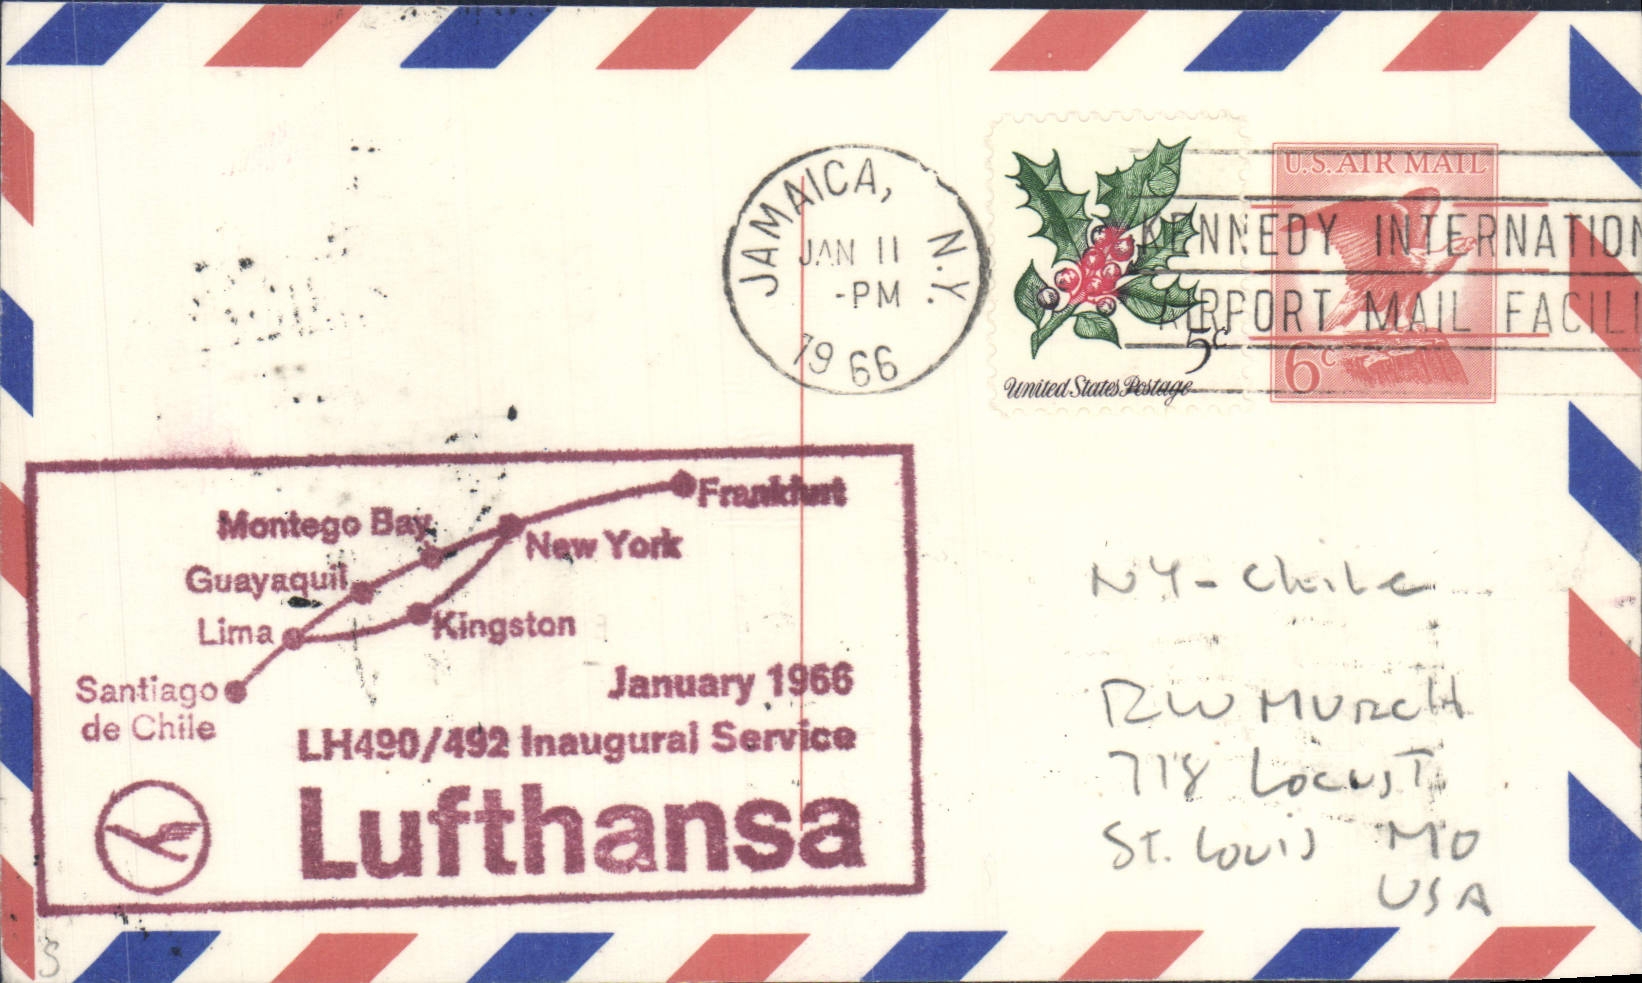 JAMAICA, N.Y.
JAN 11
-PM
1966
U.S. AIR MAIL
KENNEDY INTERNATION
AIRPORT MAIL FACILI
5c
6c
United States Postage
Frankfurt
Montego Bay
New York
Guayaquil
Lima
Kingston
Santiago
de Chile
January 1966
LH490/492 Inaugural Service
Lufthansa
NY - Chile
RW MURCH
718 Locust
St. Louis MO
USA
S